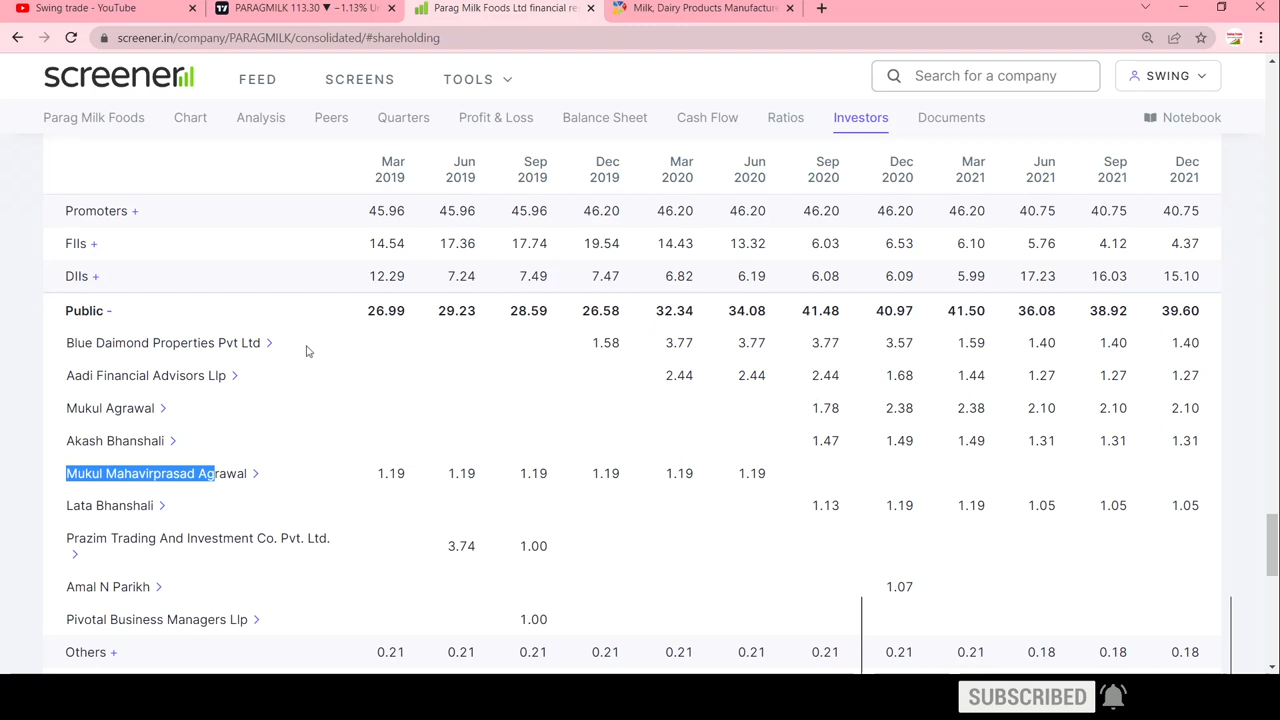 Swing trade - YouTube
PARAGMILK 113.30 ▼ −1.13% U
Parag Milk Foods Ltd financial re
Milk, Dairy Products Manufacture
screener.in/company/PARAGMILK/consolidated/#shareholding
screener
FEED
SCREENS
TOOLS
Search for a company
SWING
Parag Milk Foods Chart Analysis Peers Quarters Profit & Loss Balance Sheet Cash Flow Ratios Investors Documents Notebook
Mar 2019 Jun 2019 Sep 2019 Dec 2019 Mar 2020 Jun 2020 Sep 2020 Dec 2020 Mar 2021 Jun 2021 Sep 2021 Dec 2021
Promoters + 45.96 45.96 45.96 46.20 46.20 46.20 46.20 46.20 46.20 40.75 40.75 40.75
FIIs + 14.54 17.36 17.74 19.54 14.43 13.32 6.03 6.53 6.10 5.76 4.12 4.37
DIIs + 12.29 7.24 7.49 7.47 6.82 6.19 6.08 6.09 5.99 17.23 16.03 15.10
Public - 26.99 29.23 28.59 26.58 32.34 34.08 41.48 40.97 41.50 36.08 38.92 39.60
Blue Daimond Properties Pvt Ltd 1.58 3.77 3.77 3.77 3.57 1.59 1.40 1.40 1.40
Aadi Financial Advisors Llp 2.44 2.44 2.44 1.68 1.44 1.27 1.27 1.27
Mukul Agrawal 1.78 2.38 2.38 2.10 2.10 2.10
Akash Bhanshali 1.47 1.49 1.49 1.31 1.31 1.31
Mukul Mahavirprasad Agrawal 1.19 1.19 1.19 1.19 1.19 1.19
Lata Bhanshali 1.13 1.19 1.19 1.05 1.05 1.05
Prazim Trading And Investment Co. Pvt. Ltd. 3.74 1.00
Amal N Parikh 1.07
Pivotal Business Managers Llp 1.00
Others + 0.21 0.21 0.21 0.21 0.21 0.21 0.21 0.21 0.21 0.18 0.18 0.18
SUBSCRIBED